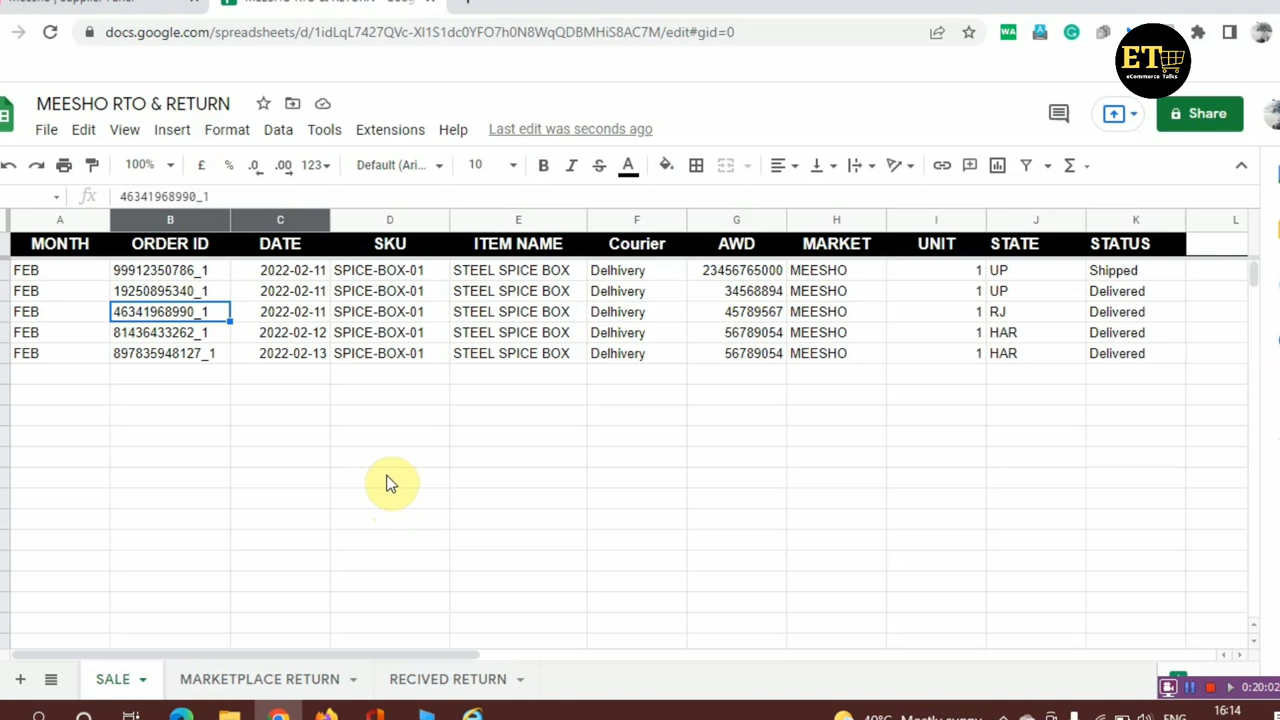 docs.google.com/spreadsheets/d/1idLqL7427QVc-XI1S1dc0YFO7h0N8WqQDBMHiS8AC7M/edit#gid=0
ET
eCommerce Talks
MEESHO RTO & RETURN
File Edit View Insert Format Data Tools Extensions Help Last edit was seconds ago
Share
100% £ % .0 .00 123 Default (Ari... 10 B I S A Σ
fx 46341968990_1
A B C D E F G H I J K L
MONTH ORDER ID DATE SKU ITEM NAME Courier AWD MARKET UNIT STATE STATUS
FEB 99912350786_1 2022-02-11 SPICE-BOX-01 STEEL SPICE BOX Delhivery 23456765000 MEESHO 1 UP Shipped
FEB 19250895340_1 2022-02-11 SPICE-BOX-01 STEEL SPICE BOX Delhivery 34568894 MEESHO 1 UP Delivered
FEB 46341968990_1 2022-02-11 SPICE-BOX-01 STEEL SPICE BOX Delhivery 45789567 MEESHO 1 RJ Delivered
FEB 81436433262_1 2022-02-12 SPICE-BOX-01 STEEL SPICE BOX Delhivery 56789054 MEESHO 1 HAR Delivered
FEB 897835948127_1 2022-02-13 SPICE-BOX-01 STEEL SPICE BOX Delhivery 56789054 MEESHO 1 HAR Delivered
SALE MARKETPLACE RETURN RECIVED RETURN
0:20:02
16:14